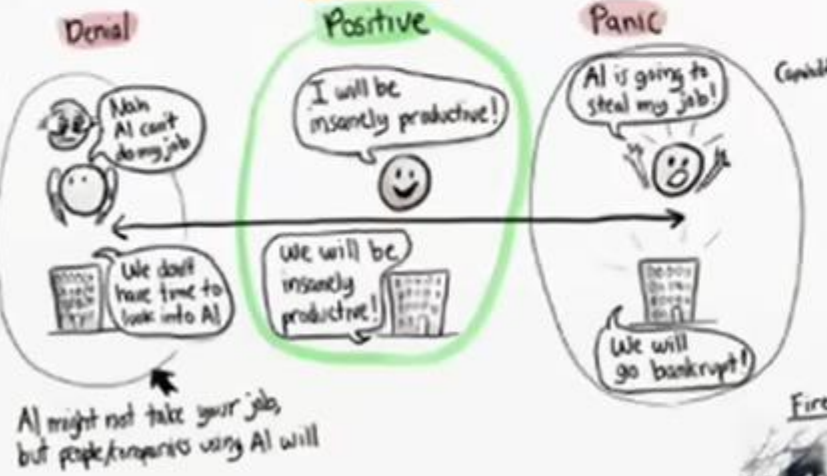 Denial
Positive
Panic
Nah
AI can't
do my job
I will be
insanely productive!
AI is going to
steal my job!
We don't
have time to
look into AI
We will be
insanely
productive!
We will
go bankrupt!
AI might not take your job,
but people/companies using AI will
Fire